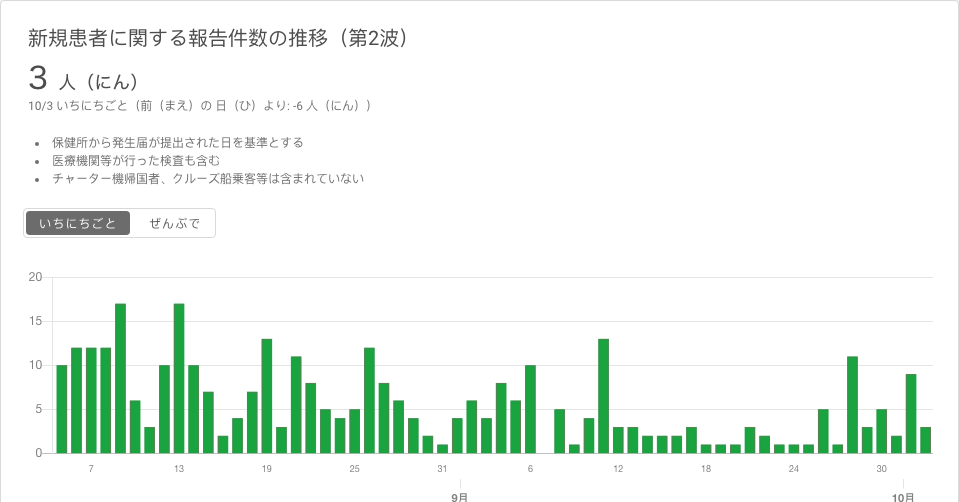 新規患者に関する報告件数の推移（第2波）
3 人（にん）
10/3 いちにちごと（前（まえ）の 日（ひ）より: -6 人（にん））
保健所から発生届が提出された日を基準とする
医療機関等が行った検査も含む
チャーター機帰国者、クルーズ船乗客等は含まれていない
いちにちごと ぜんぶで
20
15
10
5
0
7 13 19 25 31 6 12 18 24 30
9月 10月